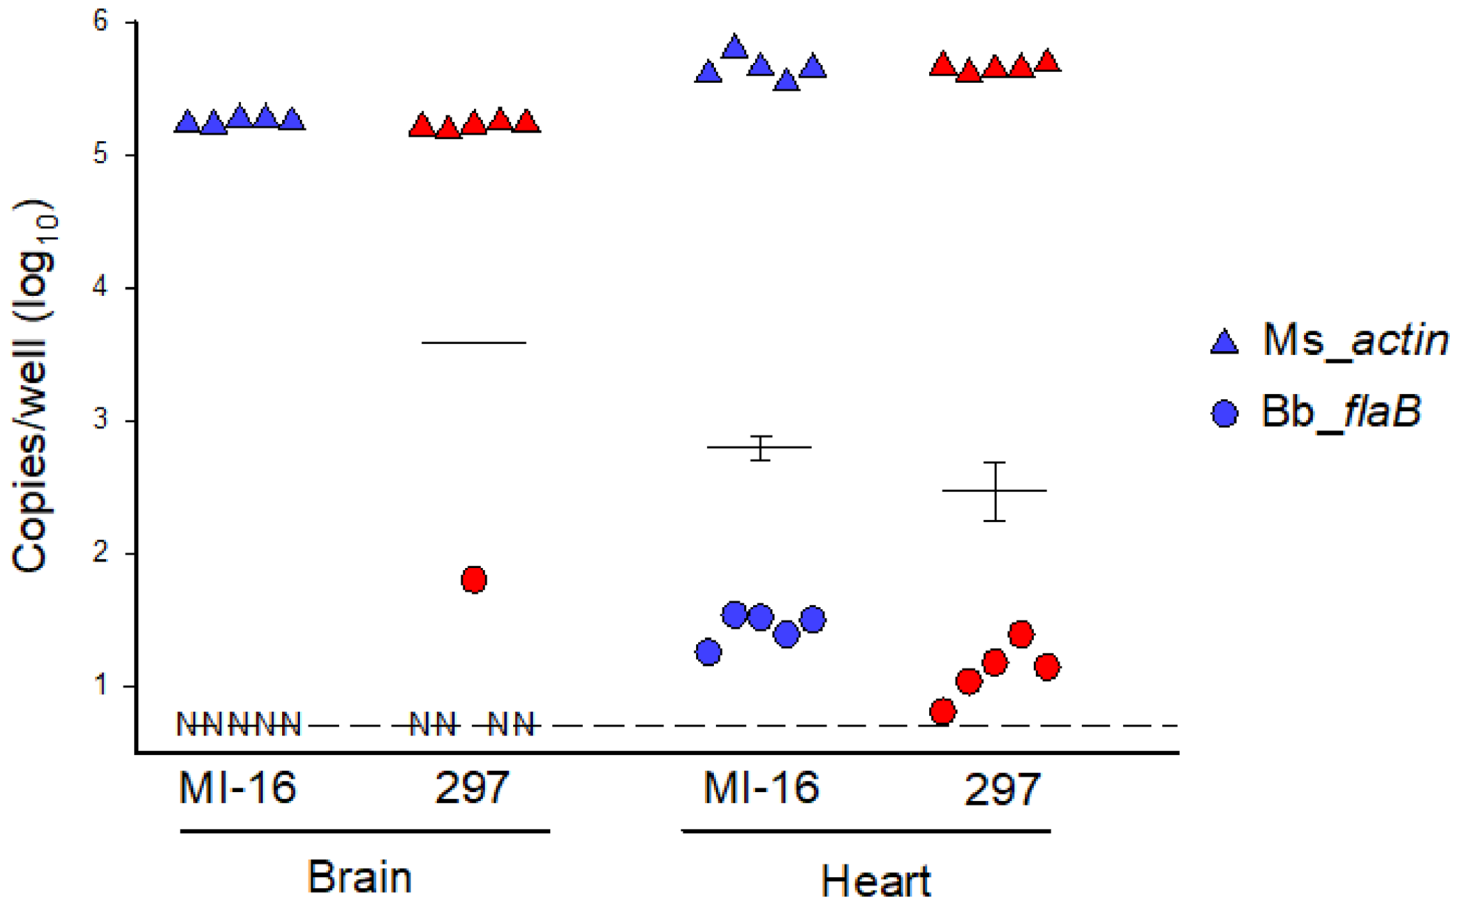 6
5
4
3
2
1
Copies/well (log10)
NNNNN
NN NN
MI-16
297
MI-16
297
Brain
Heart
Ms_actin
Bb_flaB